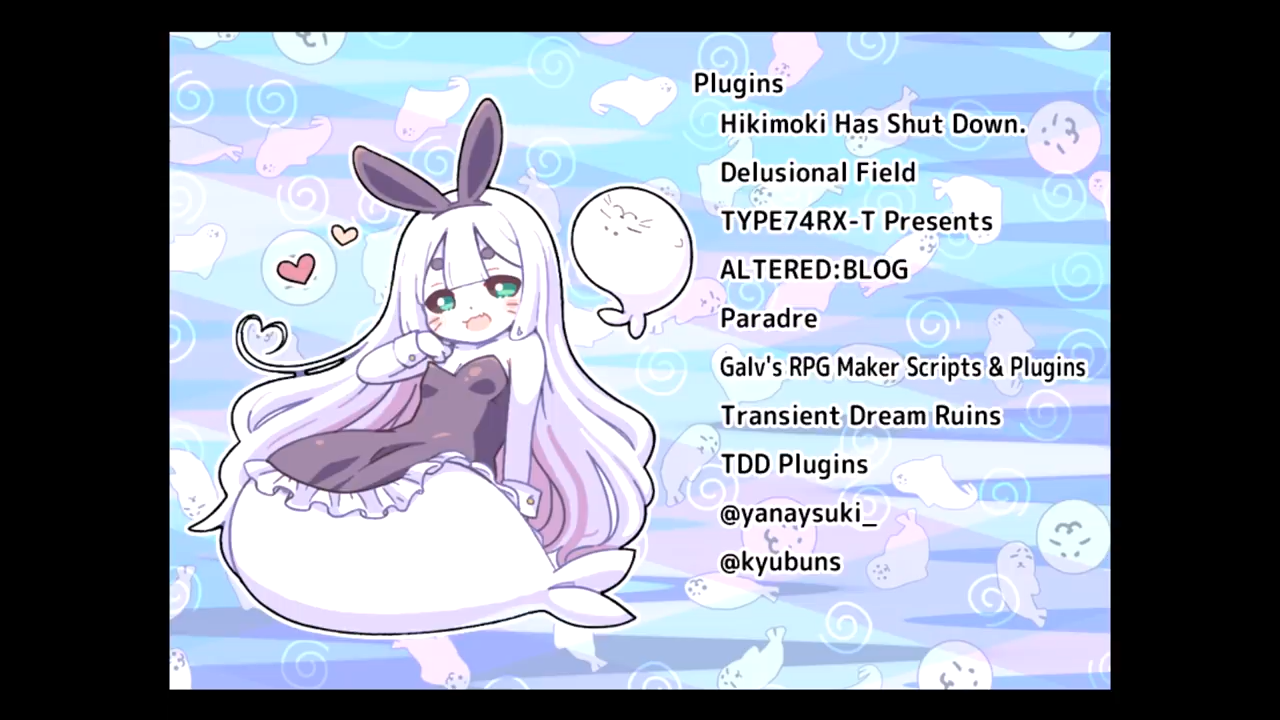 Plugins
Hikimoki Has Shut Down.
Delusional Field
TYPE74RX-T Presents
ALTERED:BLOG
Paradre
Galv's RPG Maker Scripts & Plugins
Transient Dream Ruins
TDD Plugins
@yanaysuki_
@kyubuns